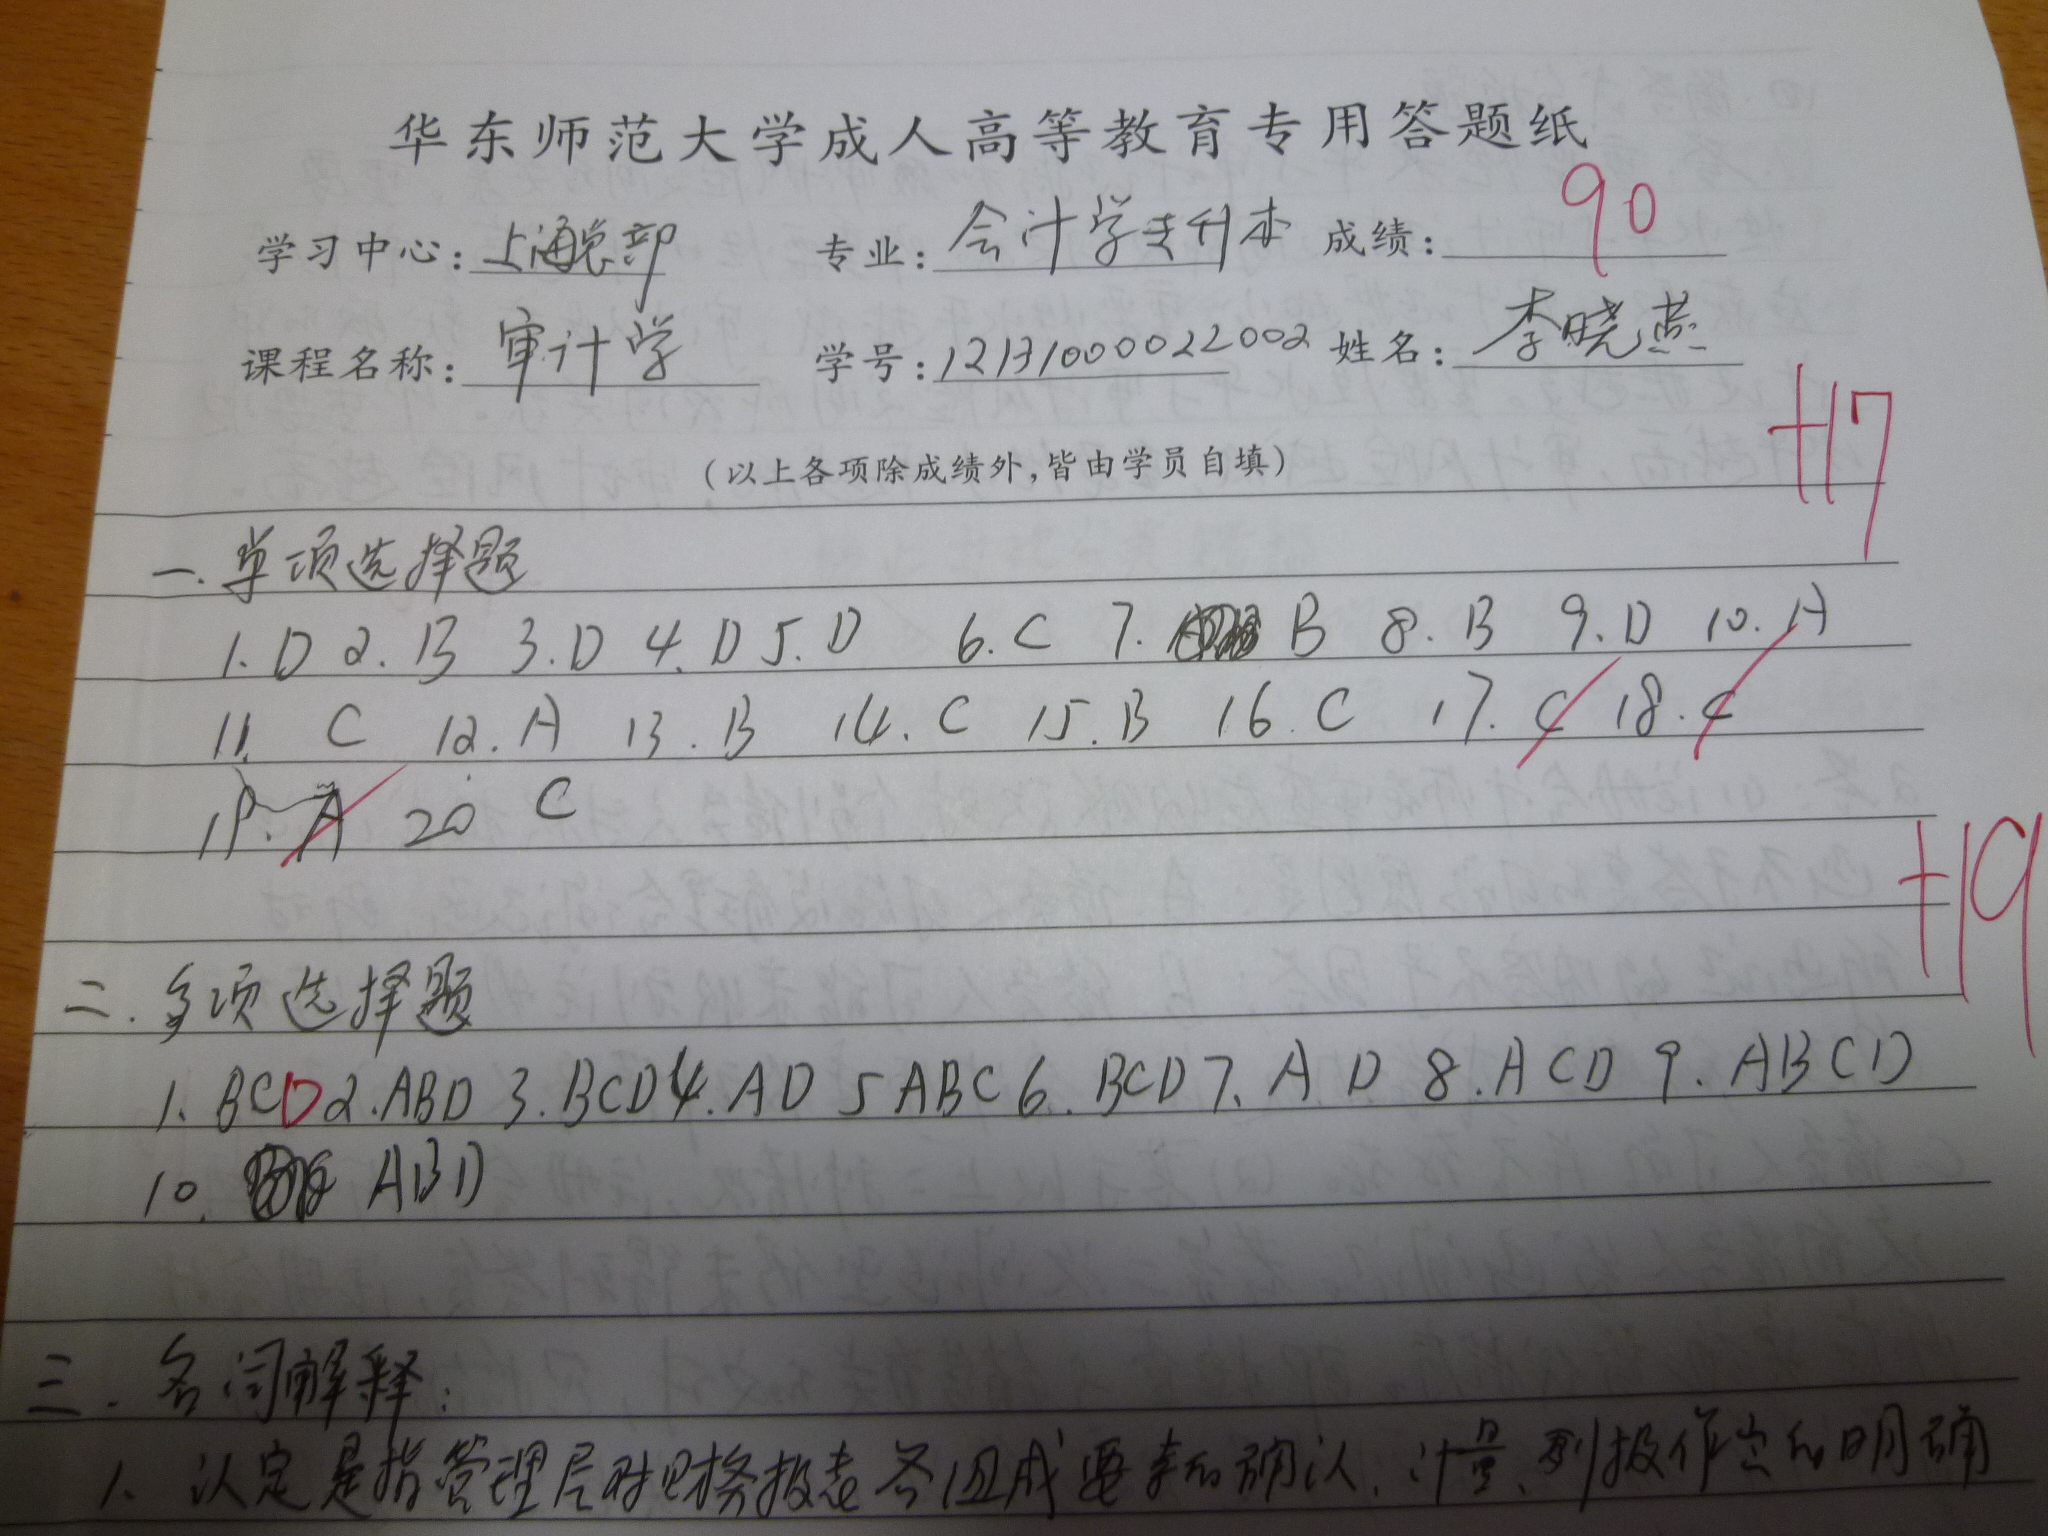 华东师范大学成人高等教育专用答题纸
学习中心：上海总部 专业：会计学专升本 成绩：90
课程名称：审计学 学号：1213100002­2002 姓名：李晓燕
（以上各项除成绩外，皆由学员自填）
+17
一.单项选择题
1.D 2.B 3.D 4.D 5.D 6.C 7.B 8.B 9.D 10.A
11.C 12.A 13.B 14.C 15.B 16.C 17.C 18.C
19.A 20 C
+19
二.多项选择题
1.BCD 2.ABD 3.BCD 4.AD 5 ABC 6.BCD 7.AD 8.ACD 9.ABCD
10.ABD
三.名词解释：
1.认定是指管理层对财务报表各组成要素的确认、计量、列报作出的明确